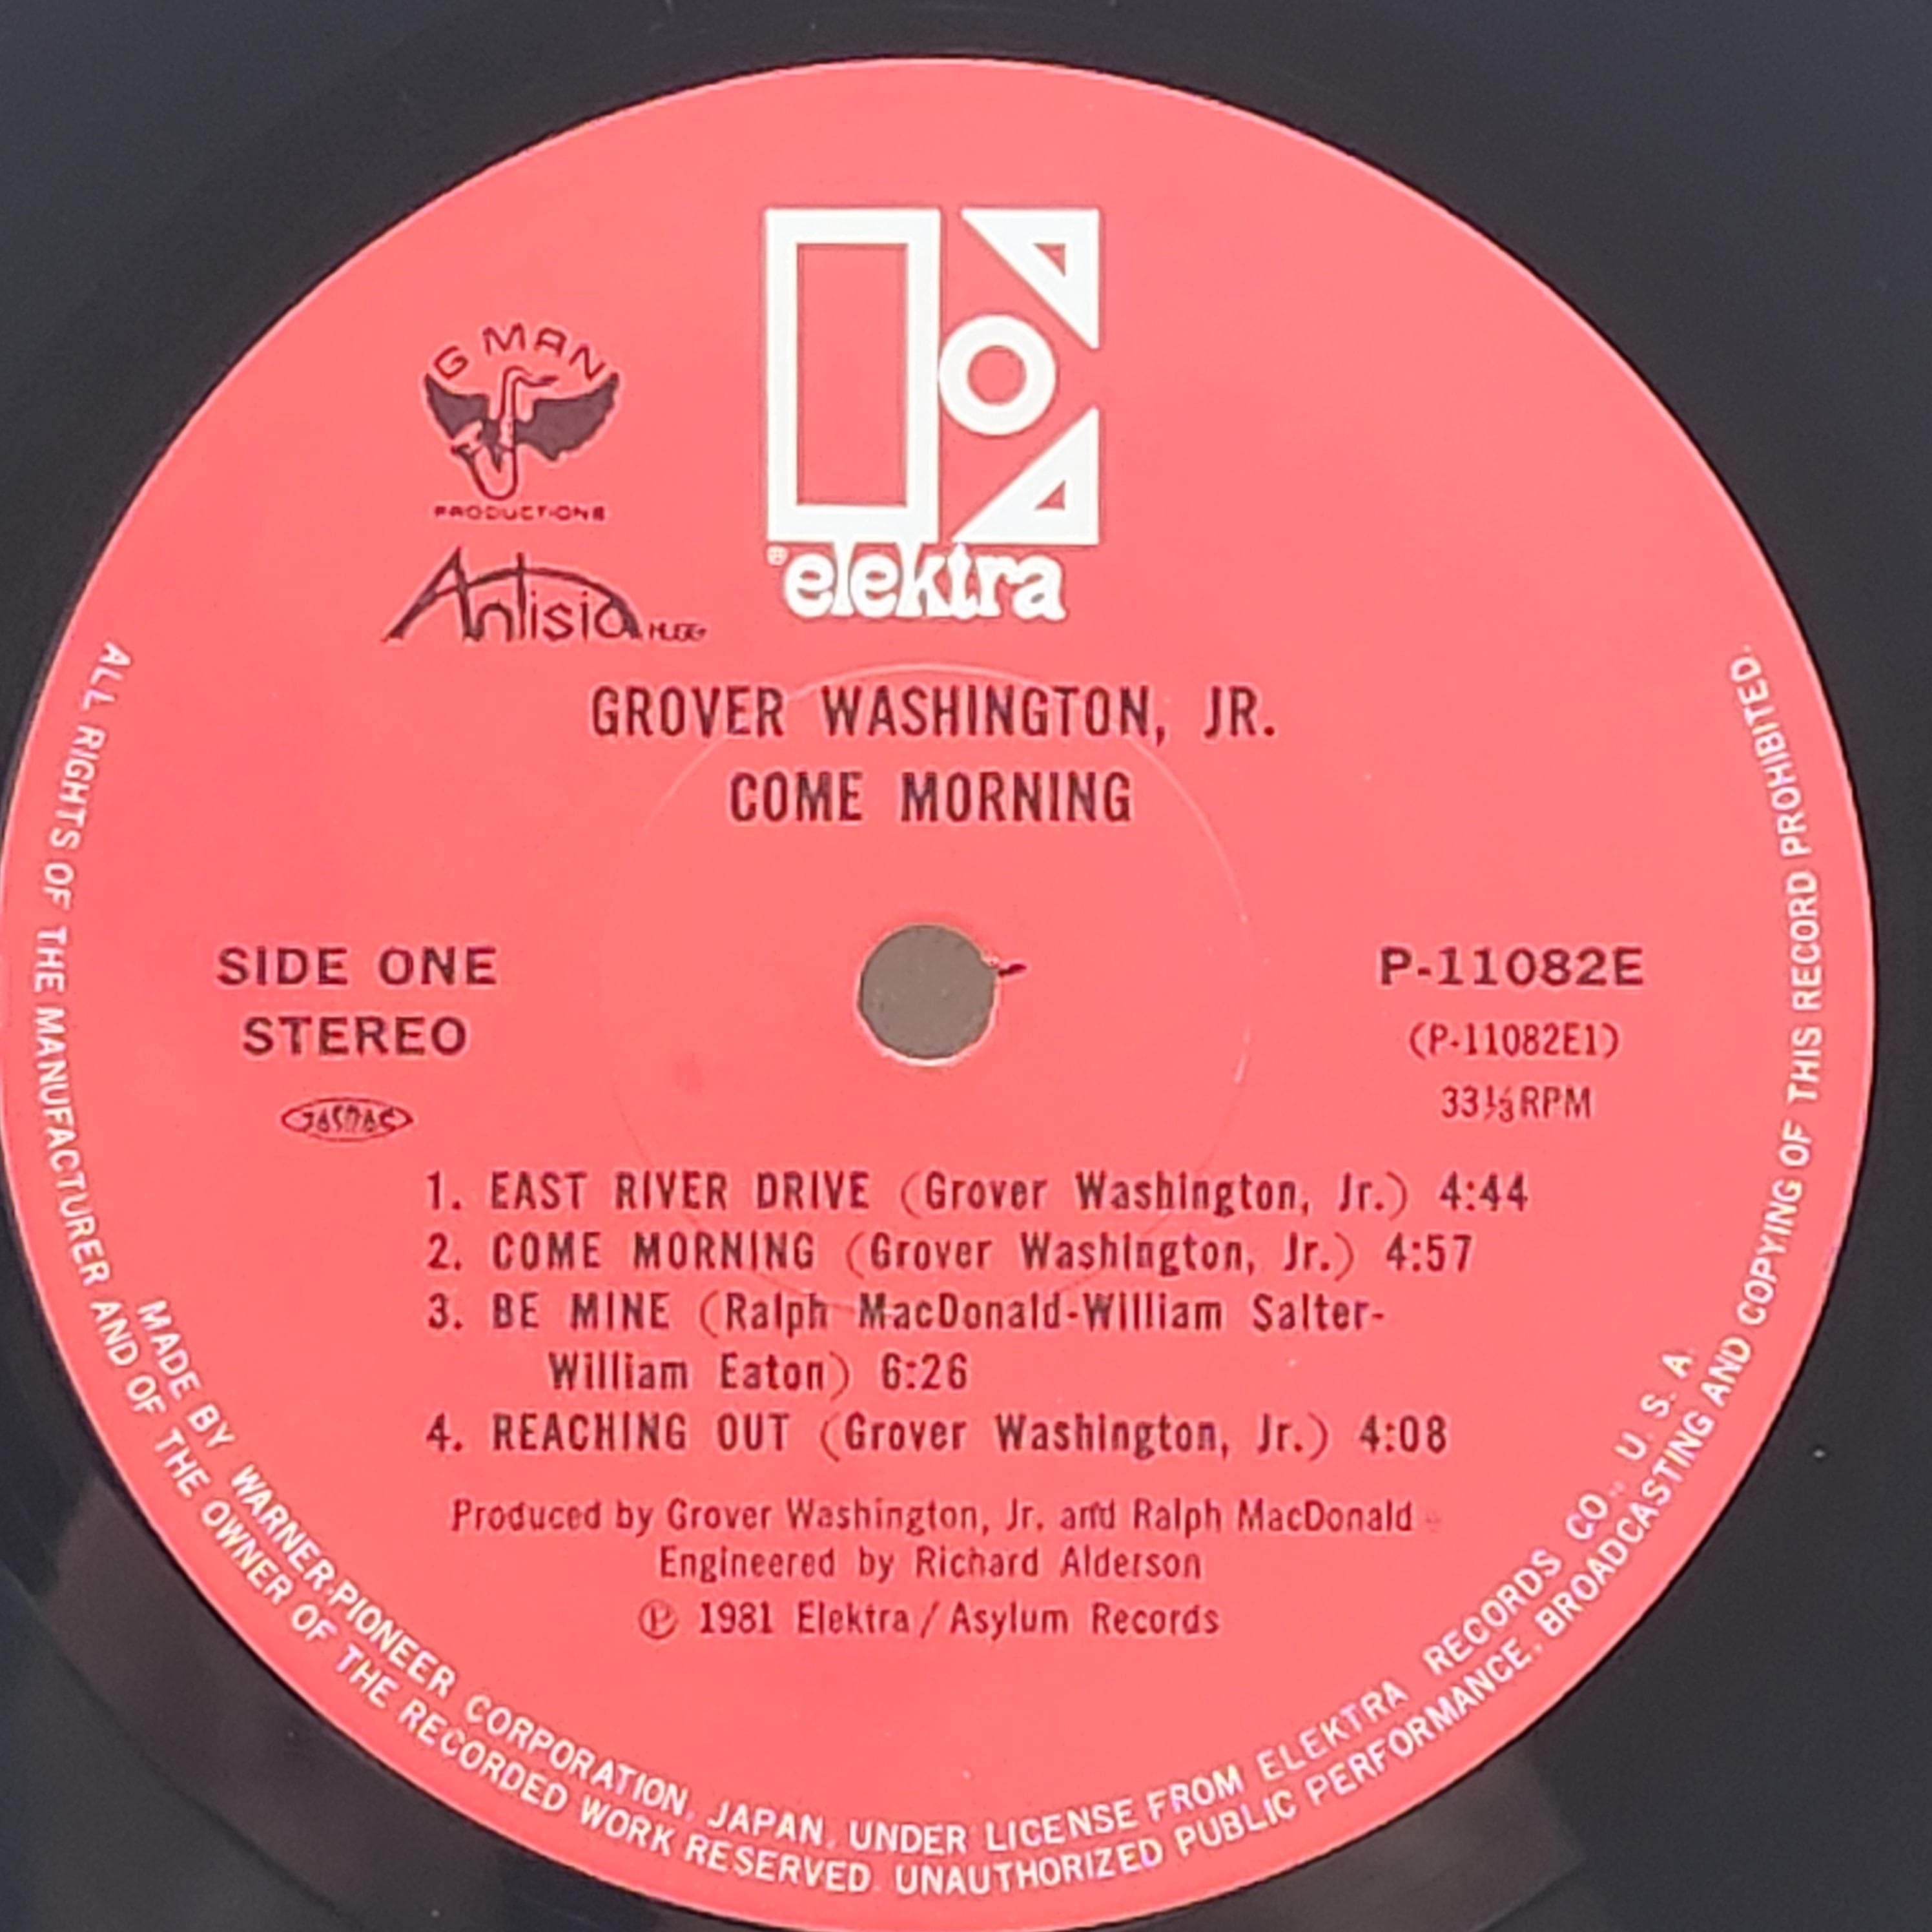 G MAN
PRODUCTIONS
Antisia
® elektra
GROVER WASHINGTON, JR.
COME MORNING
SIDE ONE
STEREO
JASRAC
P-11082E
(P-11082E1)
33⅓RPM
1. EAST RIVER DRIVE (Grover Washington, Jr.) 4:44
2. COME MORNING (Grover Washington, Jr.) 4:57
3. BE MINE (Ralph MacDonald-William Salter-
William Eaton) 6:26
4. REACHING OUT (Grover Washington, Jr.) 4:08
Produced by Grover Washington, Jr. and Ralph MacDonald
Engineered by Richard Alderson
℗ 1981 Elektra/Asylum Records
MADE BY WARNER-PIONEER CORPORATION, JAPAN, UNDER LICENSE FROM ELEKTRA RECORDS CO., U. S. A.
ALL RIGHTS OF THE MANUFACTURER AND OF THE OWNER OF THE RECORDED WORK RESERVED. UNAUTHORIZED PUBLIC PERFORMANCE, BROADCASTING AND COPYING OF THIS RECORD PROHIBITED.